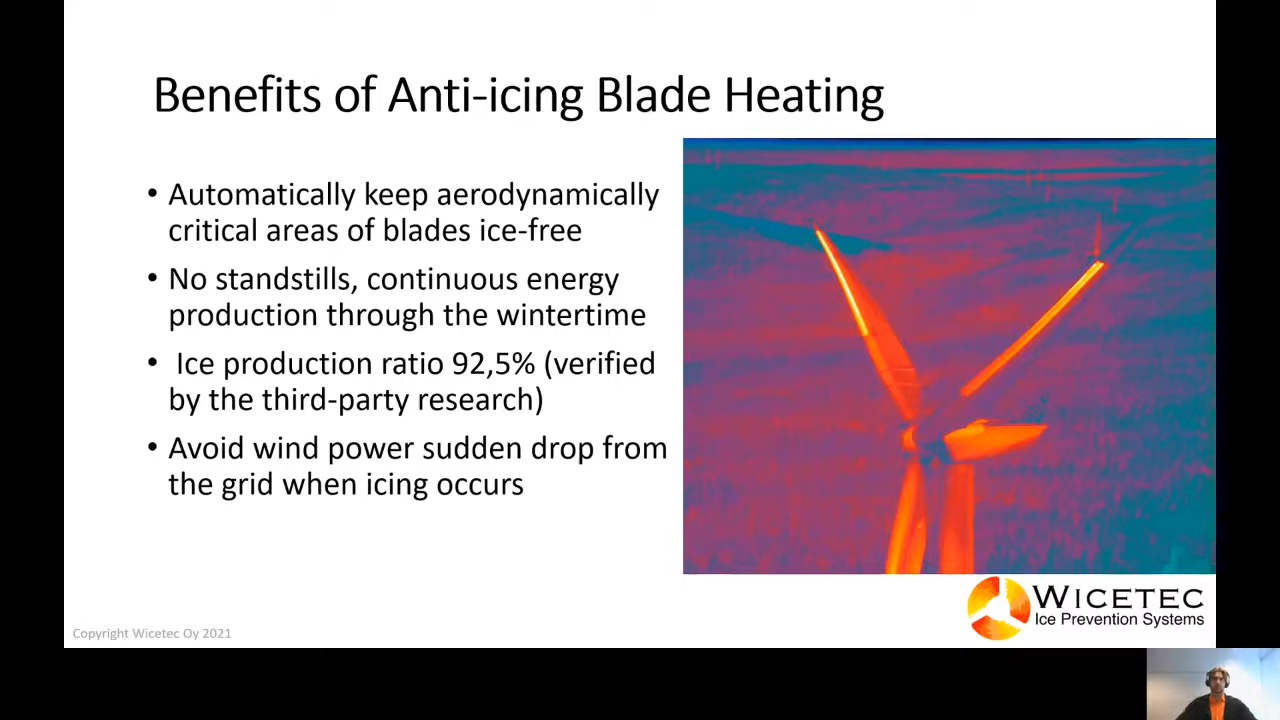 Benefits of Anti-icing Blade Heating
• Automatically keep aerodynamically
critical areas of blades ice-free
• No standstills, continuous energy
production through the wintertime
• Ice production ratio 92,5% (verified
by the third-party research)
• Avoid wind power sudden drop from
the grid when icing occurs
WICETEC
Ice Prevention Systems
Copyright Wicetec Oy 2021